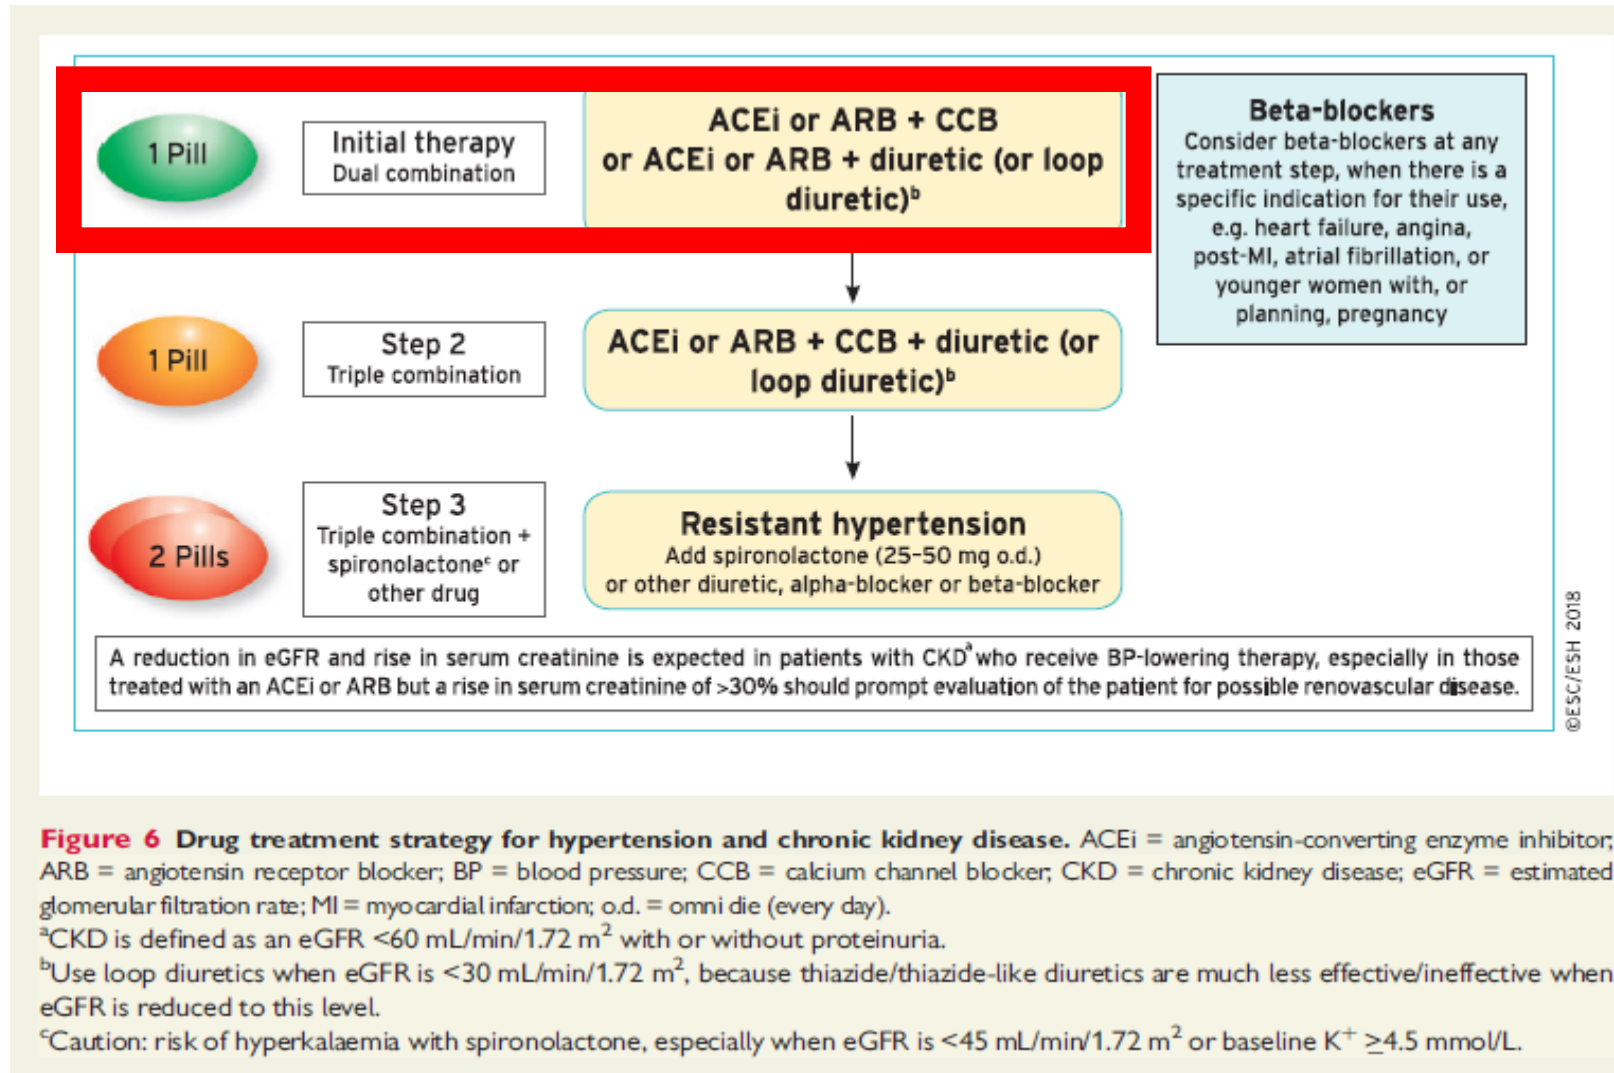 1 Pill
Initial therapy
Dual combination
ACEi or ARB + CCB
or ACEi or ARB + diuretic (or loop
diuretic)ᵇ
Beta-blockers
Consider beta-blockers at any
treatment step, when there is a
specific indication for their use,
e.g. heart failure, angina,
post-MI, atrial fibrillation, or
younger women with, or
planning, pregnancy
1 Pill
Step 2
Triple combination
ACEi or ARB + CCB + diuretic (or
loop diuretic)ᵇ
2 Pills
Step 3
Triple combination +
spironolactoneᶜ or
other drug
Resistant hypertension
Add spironolactone (25–50 mg o.d.)
or other diuretic, alpha-blocker or beta-blocker
A reduction in eGFR and rise in serum creatinine is expected in patients with CKDᵃ who receive BP-lowering therapy, especially in those
treated with an ACEi or ARB but a rise in serum creatinine of >30% should prompt evaluation of the patient for possible renovascular disease.
©ESC/ESH 2018
Figure 6 Drug treatment strategy for hypertension and chronic kidney disease. ACEi = angiotensin-converting enzyme inhibitor;
ARB = angiotensin receptor blocker; BP = blood pressure; CCB = calcium channel blocker; CKD = chronic kidney disease; eGFR = estimated
glomerular filtration rate; MI = myocardial infarction; o.d. = omni die (every day).
ᵃCKD is defined as an eGFR <60 mL/min/1.72 m² with or without proteinuria.
ᵇUse loop diuretics when eGFR is <30 mL/min/1.72 m², because thiazide/thiazide-like diuretics are much less effective/ineffective when
eGFR is reduced to this level.
ᶜCaution: risk of hyperkalaemia with spironolactone, especially when eGFR is <45 mL/min/1.72 m² or baseline K⁺ ≥4.5 mmol/L.